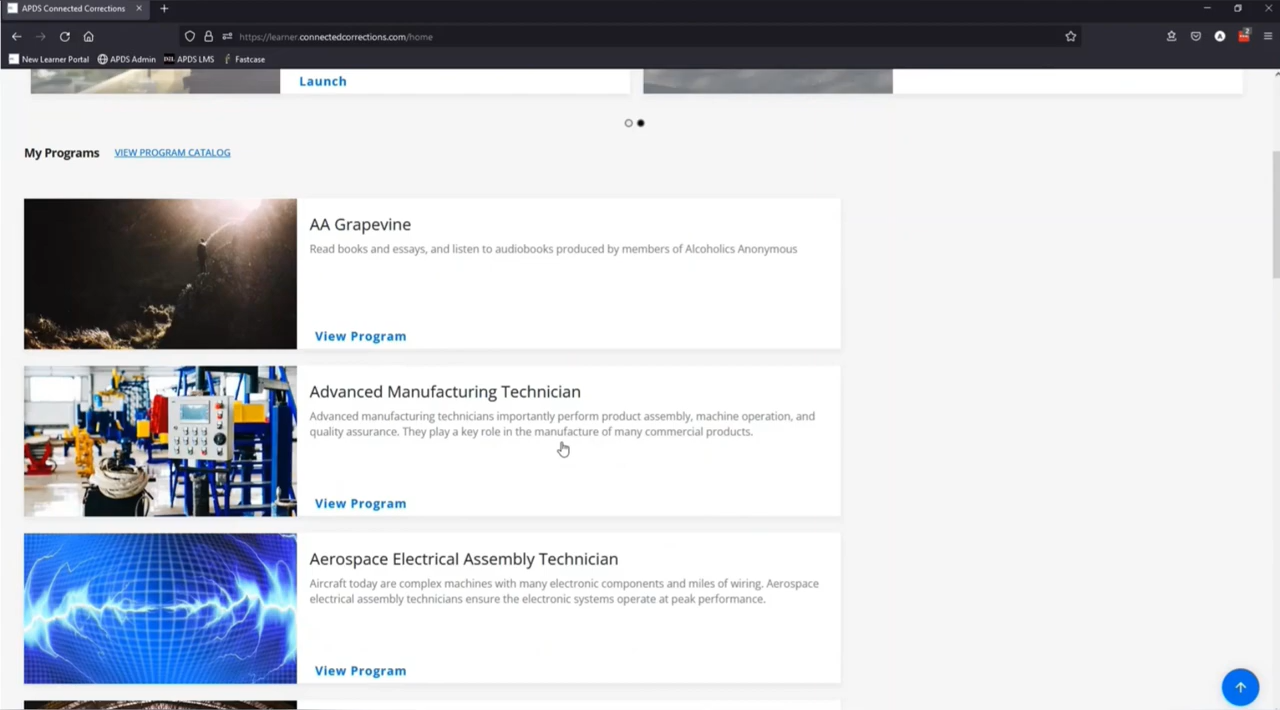 APDS Connected Corrections
https://learner.connectedcorrections.com/home
2
New Learner Portal APDS Admin APDS LMS Fastcase
Launch
My Programs VIEW PROGRAM CATALOG
AA Grapevine
Read books and essays, and listen to audiobooks produced by members of Alcoholics Anonymous
View Program
Advanced Manufacturing Technician
Advanced manufacturing technicians importantly perform product assembly, machine operation, and
quality assurance. They play a key role in the manufacture of many commercial products.
View Program
Aerospace Electrical Assembly Technician
Aircraft today are complex machines with many electronic components and miles of wiring. Aerospace
electrical assembly technicians ensure the electronic systems operate at peak performance.
View Program